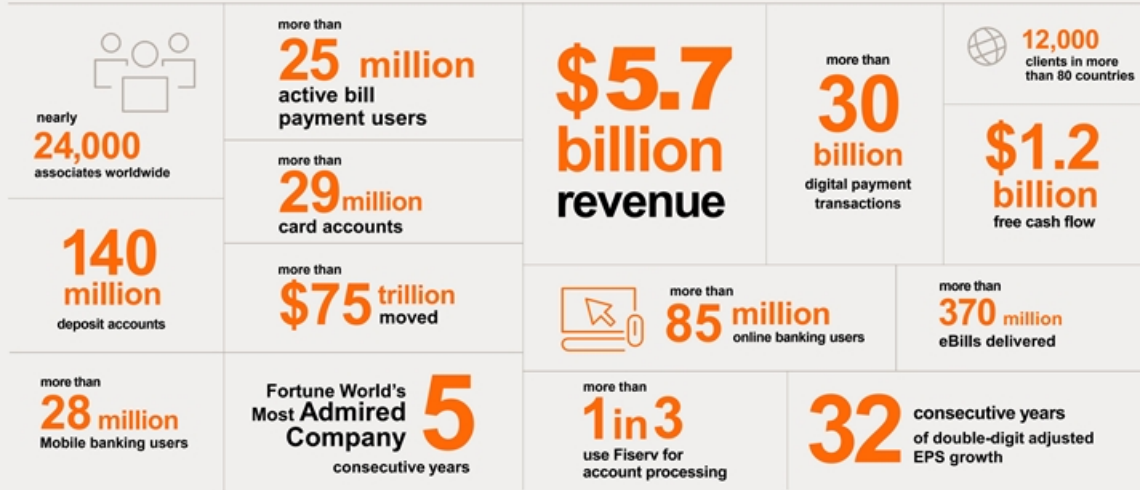 nearly
24,000
associates worldwide
140
million
deposit accounts
more than
28 million
Mobile banking users
more than
25 million
active bill
payment users
more than
29 million
card accounts
more than
$75 trillion
moved
Fortune World's
Most Admired
Company
5
consecutive years
$5.7
billion
revenue
more than
30
billion
digital payment
transactions
12,000
clients in more
than 80 countries
$1.2
billion
free cash flow
more than
85 million
online banking users
more than
370 million
eBills delivered
more than
1 in 3
use Fiserv for
account processing
32
consecutive years
of double-digit adjusted
EPS growth